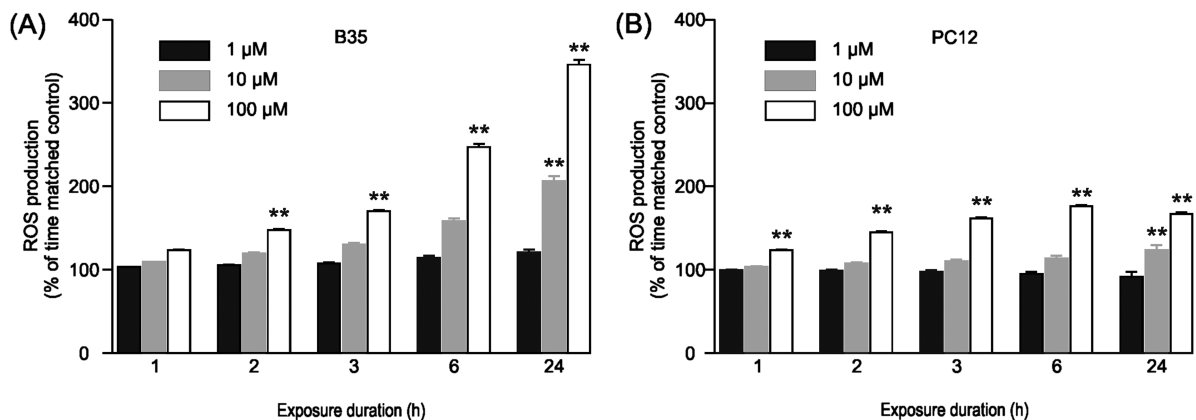 (A)
B35
1 µM
10 µM
100 µM
ROS production
(% of time matched control)
400
300
200
100
0
**
**
**
**
**
1
2
3
6
24
Exposure duration (h)
(B)
PC12
1 µM
10 µM
100 µM
ROS production
(% of time matched control)
400
300
200
100
0
**
**
**
**
**
**
1
2
3
6
24
Exposure duration (h)